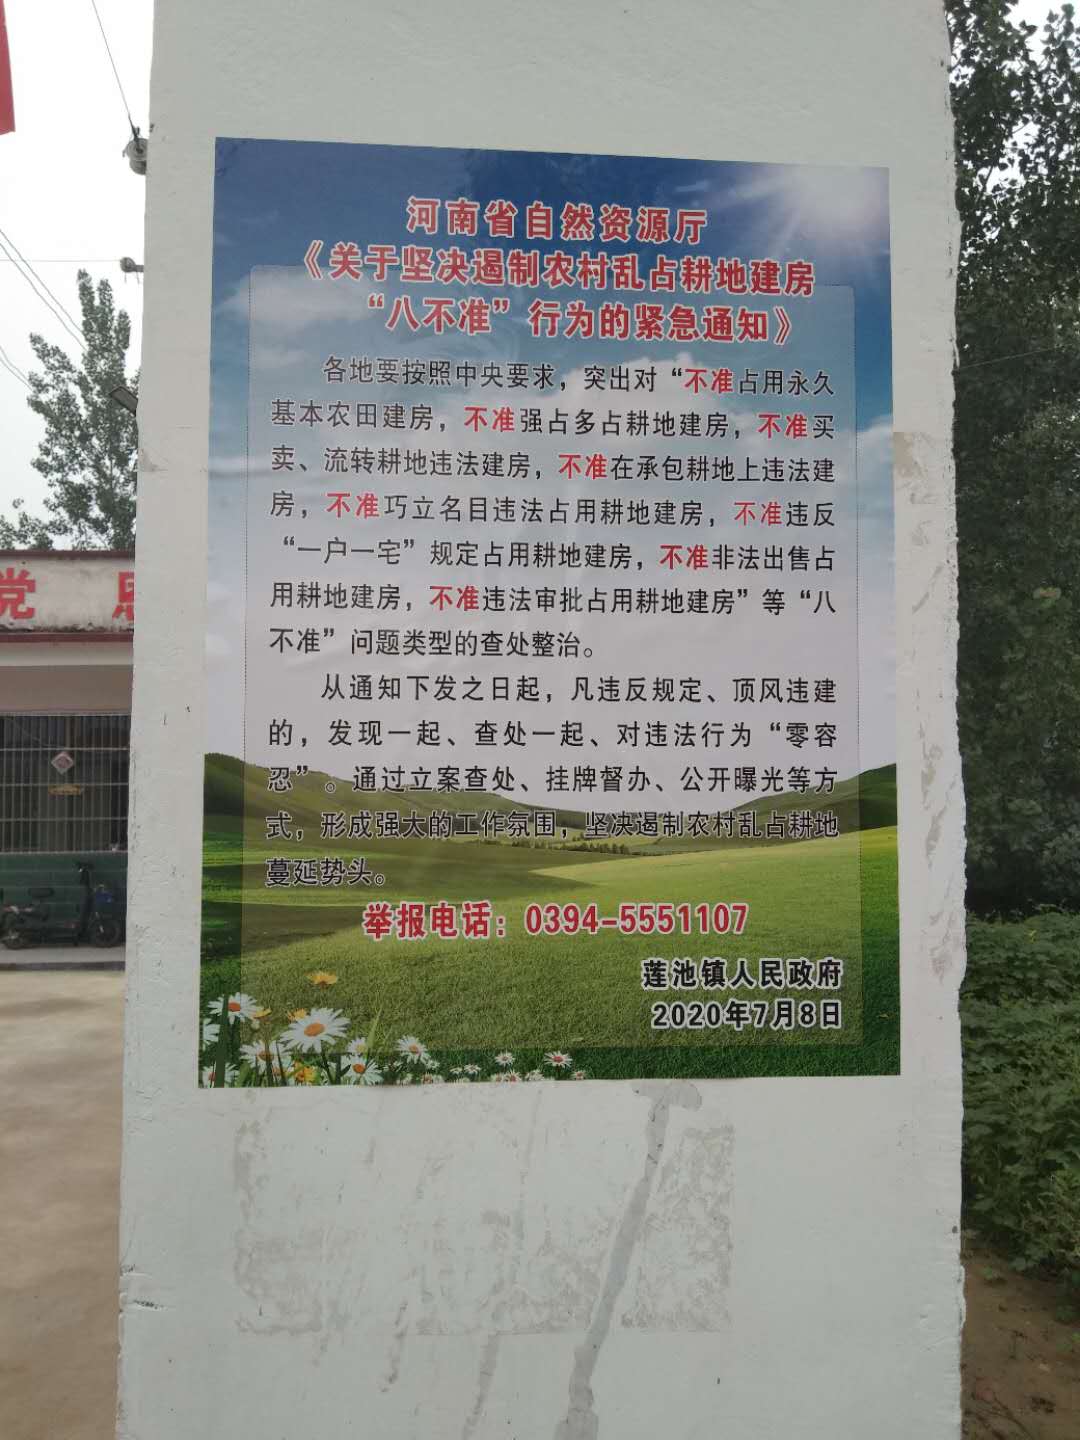 河南省自然资源厅
《关于坚决遏制农村乱占耕地建房
“八不准”行为的紧急通知》
各地要按照中央要求，突出对“不准占用永久
基本农田建房，不准强占多占耕地建房，不准买
卖、流转耕地违法建房，不准在承包耕地上违法建
房，不准巧立名目违法占用耕地建房，不准违反
“一户一宅”规定占用耕地建房，不准非法出售占
用耕地建房，不准违法审批占用耕地建房”等“八
不准”问题类型的查处整治。
从通知下发之日起，凡违反规定、顶风违建
的，发现一起、查处一起、对违法行为“零容
忍”。通过立案查处、挂牌督办、公开曝光等方
式，形成强大的工作氛围，坚决遏制农村乱占耕地
蔓延势头。
举报电话：0394-5551107
莲池镇人民政府
2020年7月8日
党